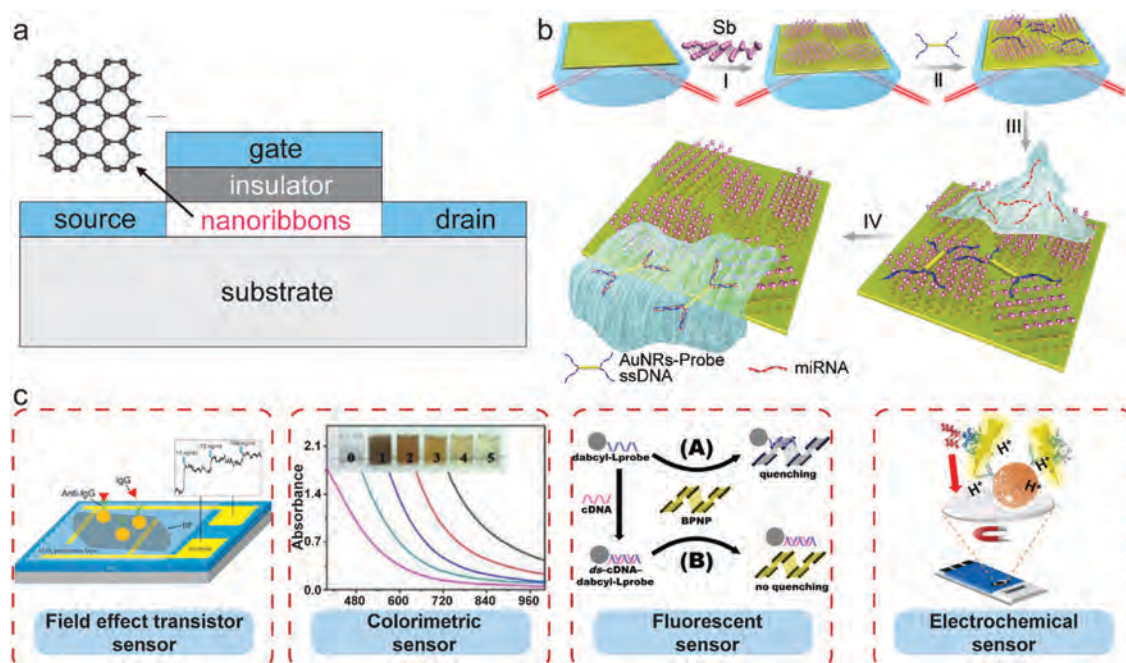 a
gate
insulator
source
nanoribbons
drain
substrate
b
Sb
I
II
III
IV
AuNRs-Probe
ssDNA
miRNA
c
Anti-IgG
IgG
BP
Field effect transistor
sensor
Absorbance
2.1
1.4
0.7
0.0
0 1 2 3 4 5
480 600 720 840 960
Colorimetric
sensor
dabcyl-Lprobe
(A)
quenching
cDNA
BPNP
ds-cDNA-
dabcyl-Lprobe
(B)
no quenching
Fluorescent
sensor
H⁺
H⁺
H⁺
H⁺
Electrochemical
sensor